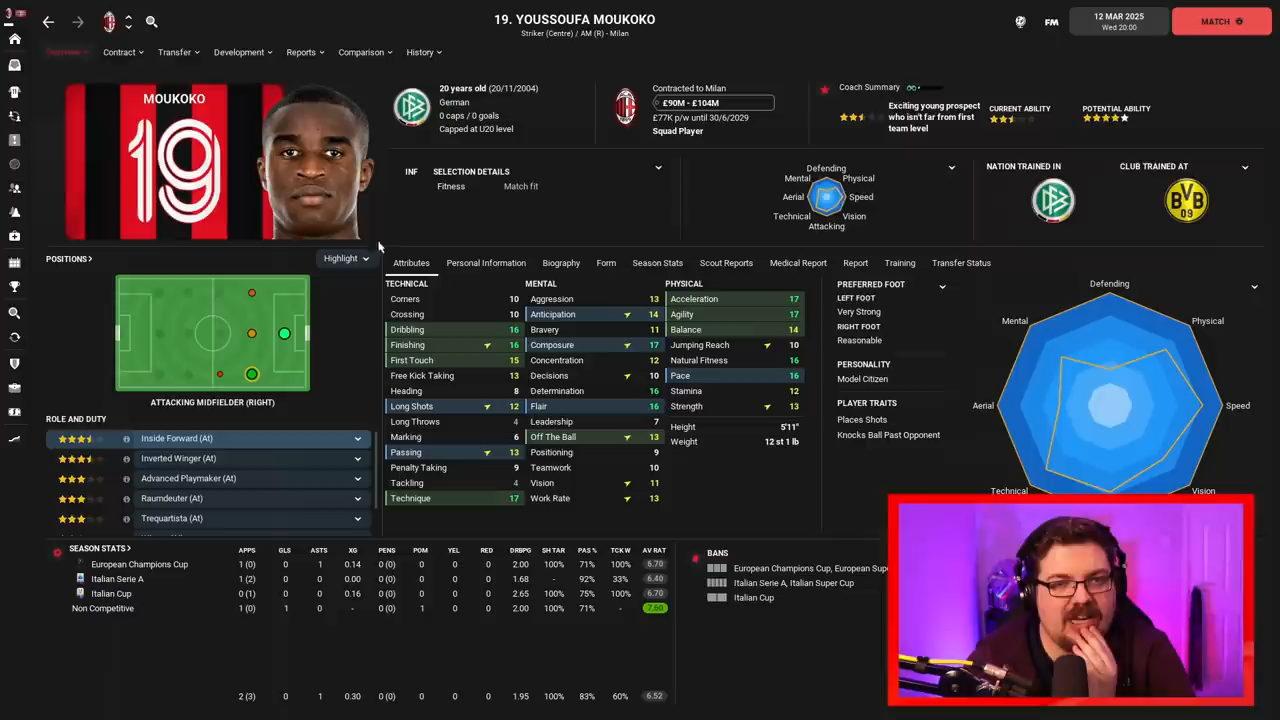 19. YOUSSOUFA MOUKOKO
Striker (Centre) / AM (R) - Milan
FM
12 MAR 2025
Wed 20:00
MATCH
Overview
Contract
Transfer
Development
Reports
Comparison
History
MOUKOKO
19
20 years old (20/11/2004)
German
0 caps / 0 goals
Capped at U20 level
Contracted to Milan
£90M - £104M
£77K p/w until 30/6/2029
Squad Player
Coach Summary
Exciting young prospect
who isn't far from first
team level
CURRENT ABILITY
POTENTIAL ABILITY
INF
SELECTION DETAILS
Fitness
Match fit
Defending
Mental
Physical
Aerial
Speed
Technical
Vision
Attacking
NATION TRAINED IN
CLUB TRAINED AT
BVB
09
POSITIONS
Highlight
ATTACKING MIDFIELDER (RIGHT)
ROLE AND DUTY
Inside Forward (At)
Inverted Winger (At)
Advanced Playmaker (At)
Raumdeuter (At)
Trequartista (At)
Attributes
Personal Information
Biography
Form
Season Stats
Scout Reports
Medical Report
Report
Training
Transfer Status
TECHNICAL
Corners 10
Crossing 10
Dribbling 16
Finishing 16
First Touch 15
Free Kick Taking 13
Heading 8
Long Shots 12
Long Throws 4
Marking 6
Passing 13
Penalty Taking 9
Tackling 4
Technique 17
MENTAL
Aggression 13
Anticipation 14
Bravery 11
Composure 17
Concentration 12
Decisions 10
Determination 16
Flair 16
Leadership 7
Off The Ball 13
Positioning 9
Teamwork 10
Vision 11
Work Rate 13
PHYSICAL
Acceleration 17
Agility 17
Balance 14
Jumping Reach 10
Natural Fitness 16
Pace 16
Stamina 12
Strength 13
Height 5'11"
Weight 12 st 1 lb
PREFERRED FOOT
LEFT FOOT
Very Strong
RIGHT FOOT
Reasonable
PERSONALITY
Model Citizen
PLAYER TRAITS
Places Shots
Knocks Ball Past Opponent
Defending
Mental
Physical
Aerial
Speed
Technical
Vision
SEASON STATS
APPS GLS ASTS XG PENS POM YEL RED DRBPG SH TAR PAS % TCK W AV RAT
European Champions Cup 1 (0) 0 1 0.14 0 (0) 0 0 0 2.00 100% 71% 100% 6.70
Italian Serie A 1 (2) 0 0 0.00 0 (0) 0 0 0 1.68 - 92% 33% 6.40
Italian Cup 0 (1) 0 0 0.16 0 (0) 0 0 0 2.65 100% 75% 100% 6.70
Non Competitive 1 (0) 1 0 - 0 (0) 1 0 0 2.00 100% 71% - 7.60
2 (3) 0 1 0.30 0 (0) 0 0 0 1.95 100% 83% 60% 6.52
BANS
European Champions Cup, European Supe
Italian Serie A, Italian Super Cup
Italian Cup